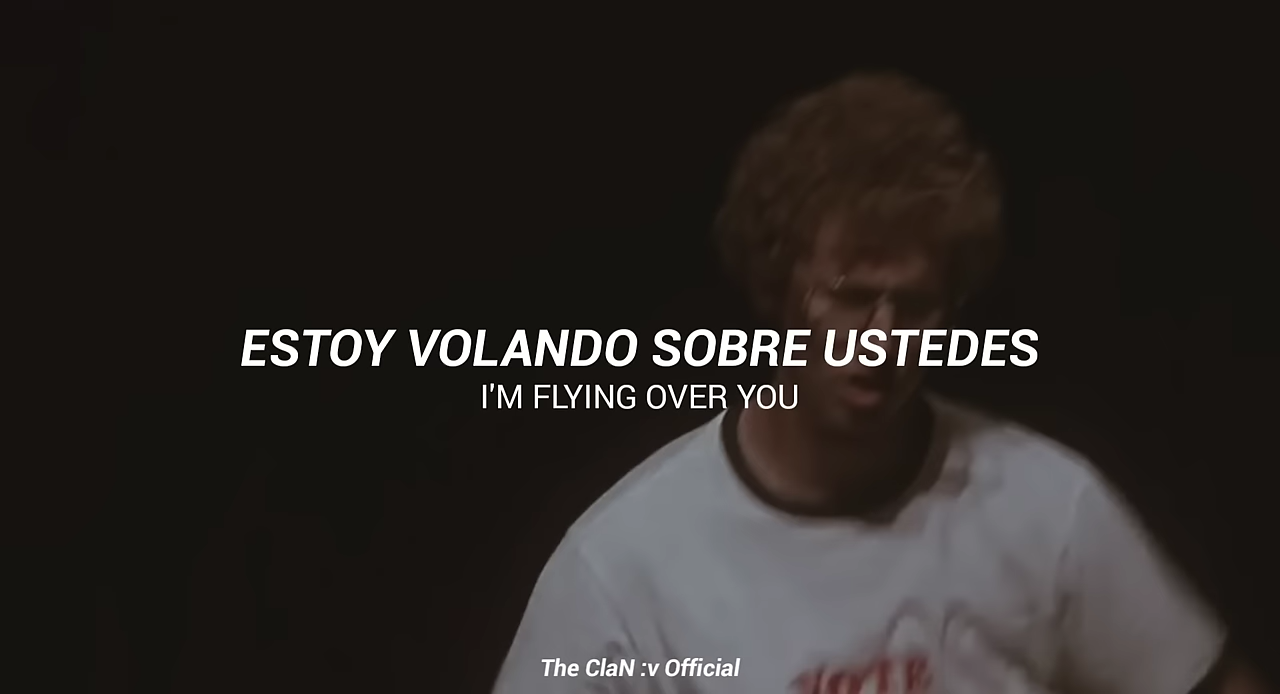 ESTOY VOLANDO SOBRE USTEDES
I'M FLYING OVER YOU
The ClaN :v Official